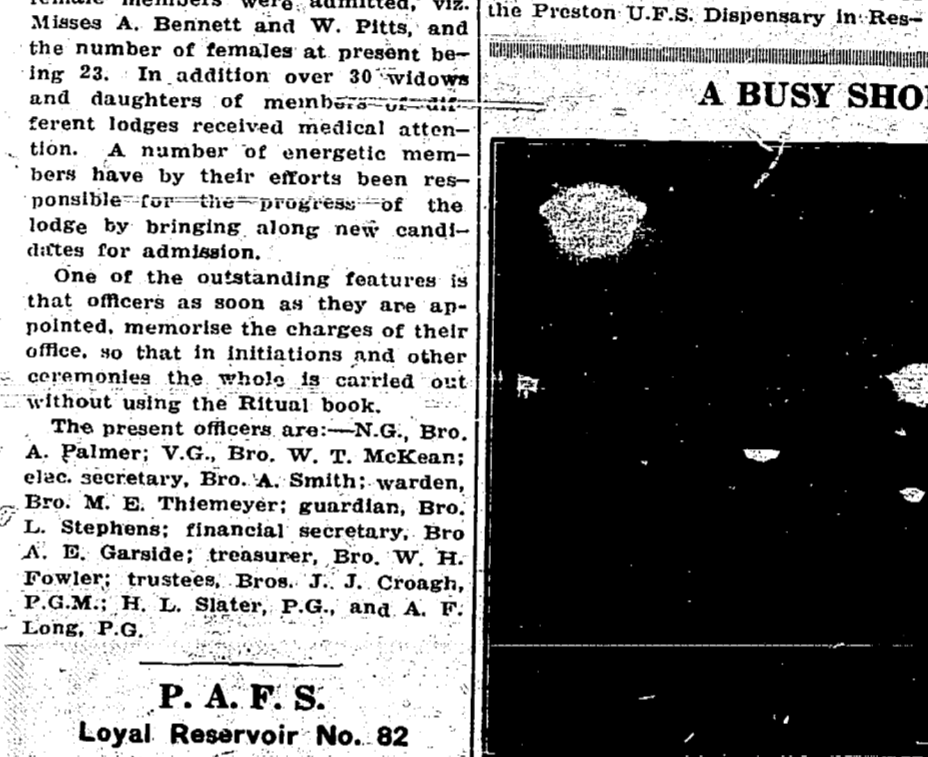 female members were admitted, viz.
Misses A. Bennett and W. Pitts, and
the number of females at present be-
ing 23. In addition over 30 widows
and daughters of members of dif-
ferent lodges received medical atten-
tion. A number of energetic mem-
bers have by their efforts been res-
ponsible for the progress of the
lodge by bringing along new candi-
dates for admission.
One of the outstanding features is
that officers as soon as they are ap-
pointed, memorise the charges of their
office, so that in initiations and other
ceremonies the whole is carried out
without using the Ritual book.
The present officers are:—N.G., Bro.
A. Palmer; V.G., Bro. W. T. McKean;
elec. secretary, Bro. A. Smith; warden,
Bro. M. E. Thiemeyer; guardian, Bro.
L. Stephens; financial secretary, Bro
A. E. Garside; treasurer, Bro. W. H.
Fowler; trustees, Bros. J. J. Croagh,
P.G.M.; H. L. Slater, P.G., and A. F.
Long, P.G.
P. A. F. S.
Loyal Reservoir No. 82
the Preston U.F.S. Dispensary in Res-
A BUSY SHO